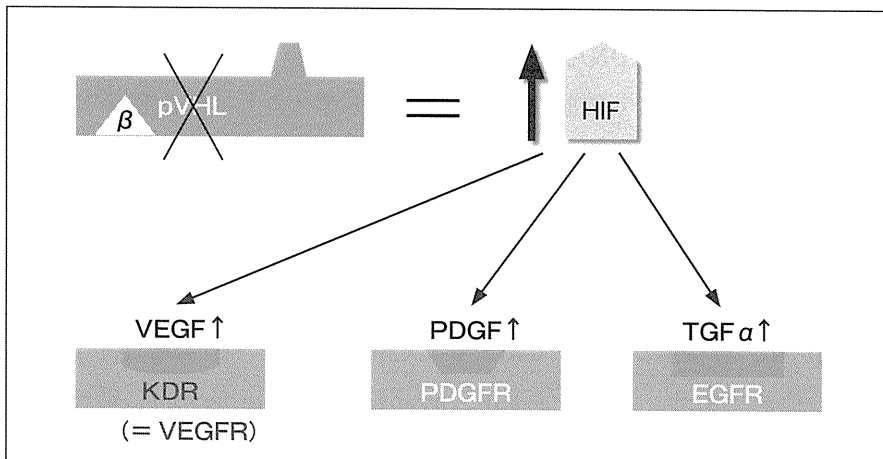 pVHL
β
=
HIF
VEGF↑
PDGF↑
TGFα↑
KDR
PDGFR
EGFR
(= VEGFR)